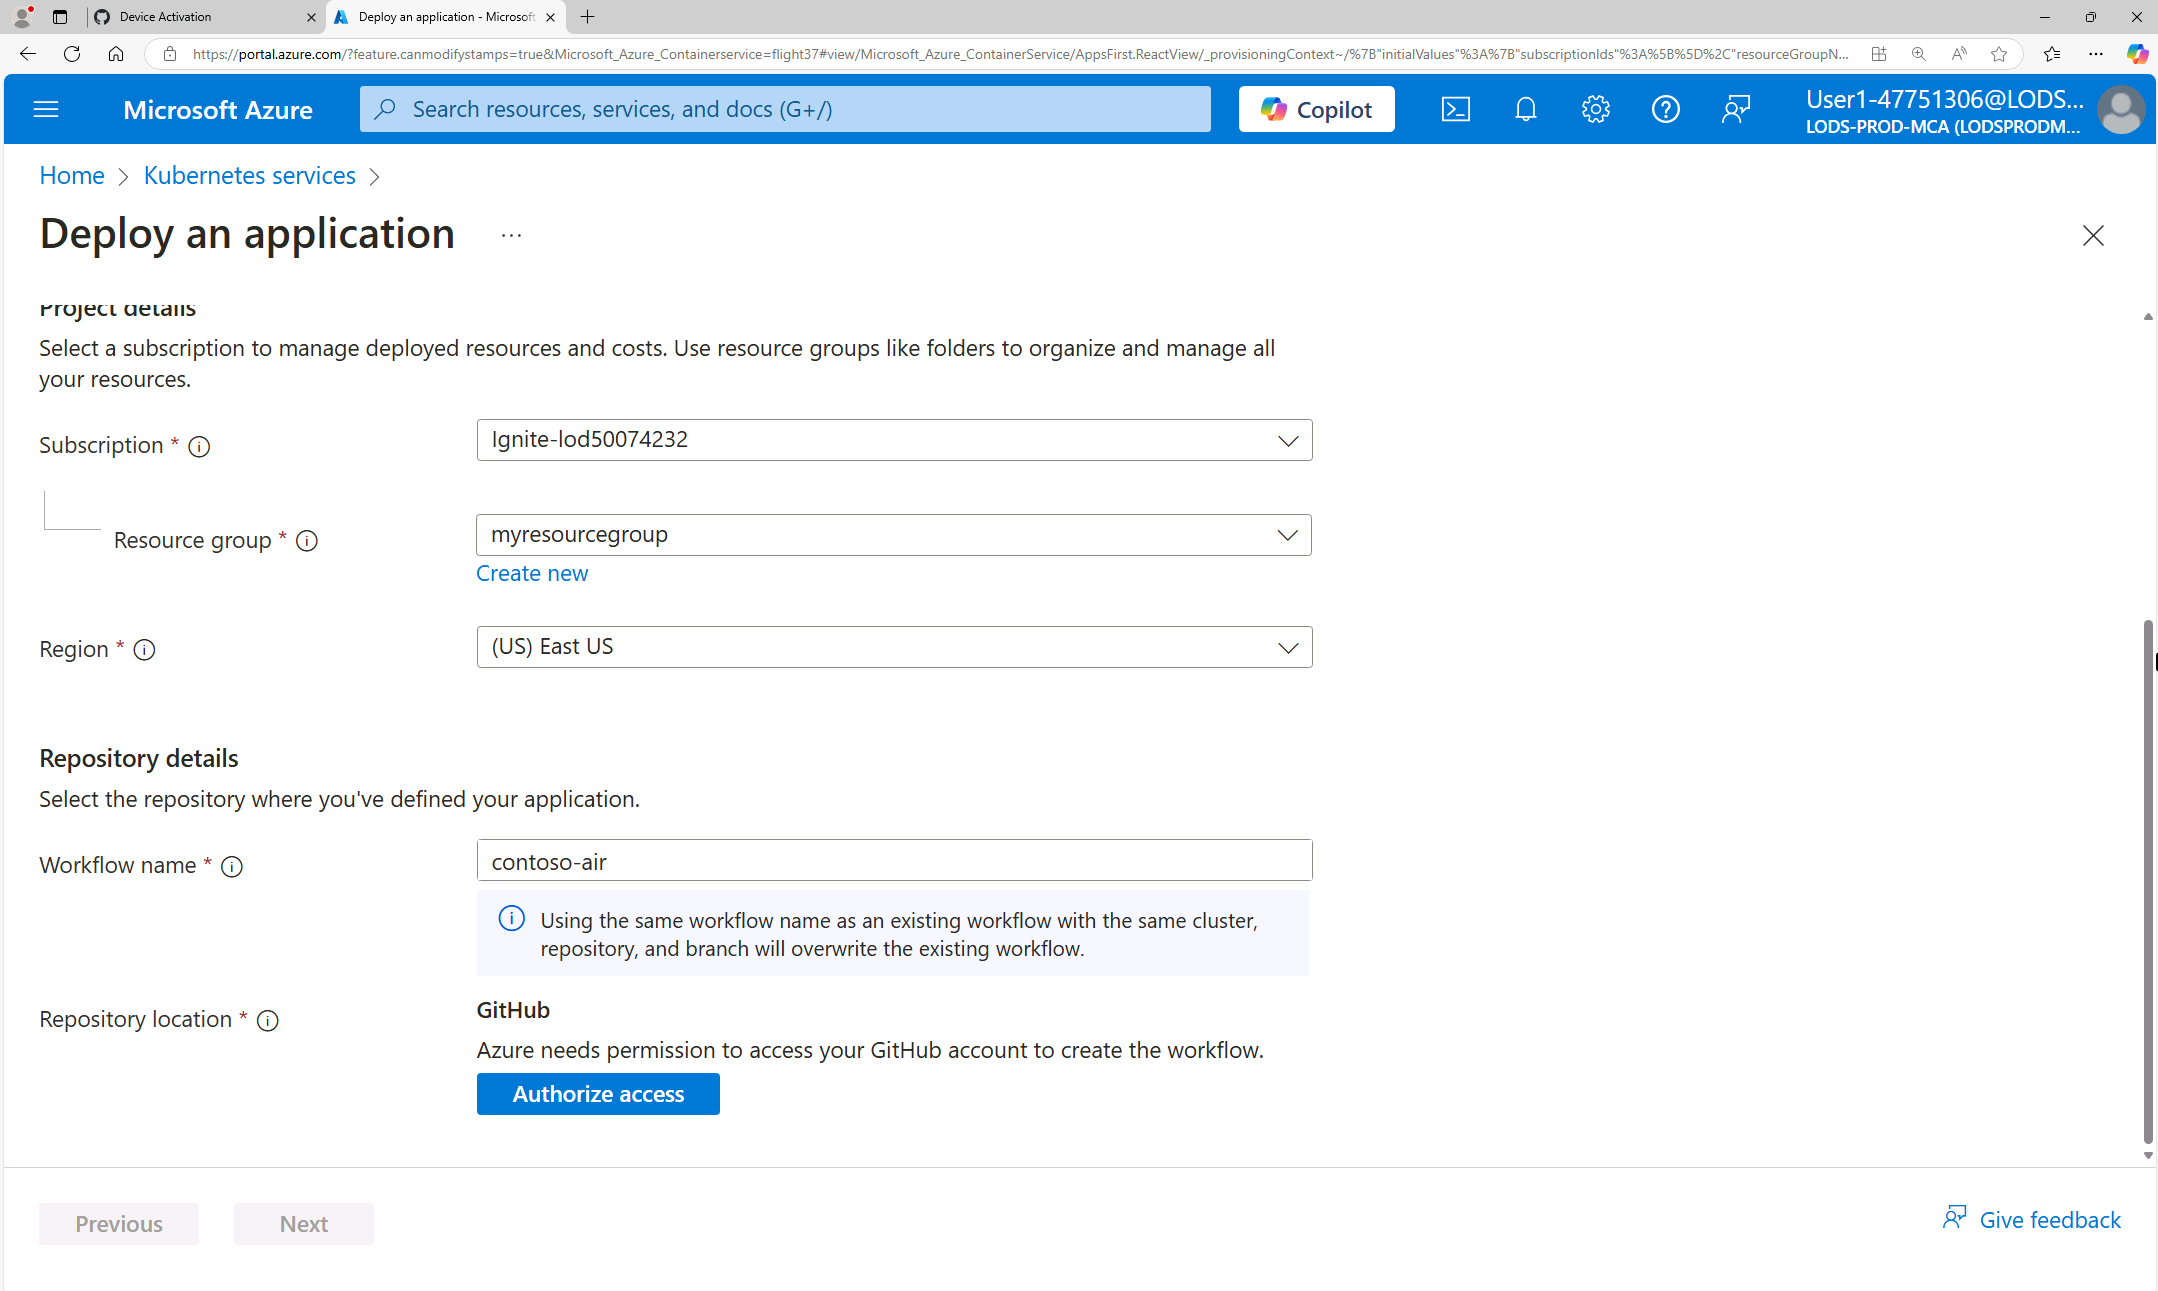 Device Activation
Deploy an application - Microsoft
https://portal.azure.com/?feature.canmodifystamps=true&Microsoft_Azure_Containerservice=flight37#view/Microsoft_Azure_ContainerService/AppsFirst.ReactView/_provisioningContext~/%7B"initialValues"%3A%7B"subscriptionIds"%3A%5B%5D%2C"resourceGroupN...
Microsoft Azure
Search resources, services, and docs (G+/)
Copilot
User1-47751306@LODS...
LODS-PROD-MCA (LODSPRODM...
Home > Kubernetes services >
Deploy an application ...
Project details
Select a subscription to manage deployed resources and costs. Use resource groups like folders to organize and manage all
your resources.
Subscription *
Ignite-lod50074232
Resource group *
myresourcegroup
Create new
Region *
(US) East US
Repository details
Select the repository where you've defined your application.
Workflow name *
contoso-air
Using the same workflow name as an existing workflow with the same cluster,
repository, and branch will overwrite the existing workflow.
Repository location *
GitHub
Azure needs permission to access your GitHub account to create the workflow.
Authorize access
Previous
Next
Give feedback